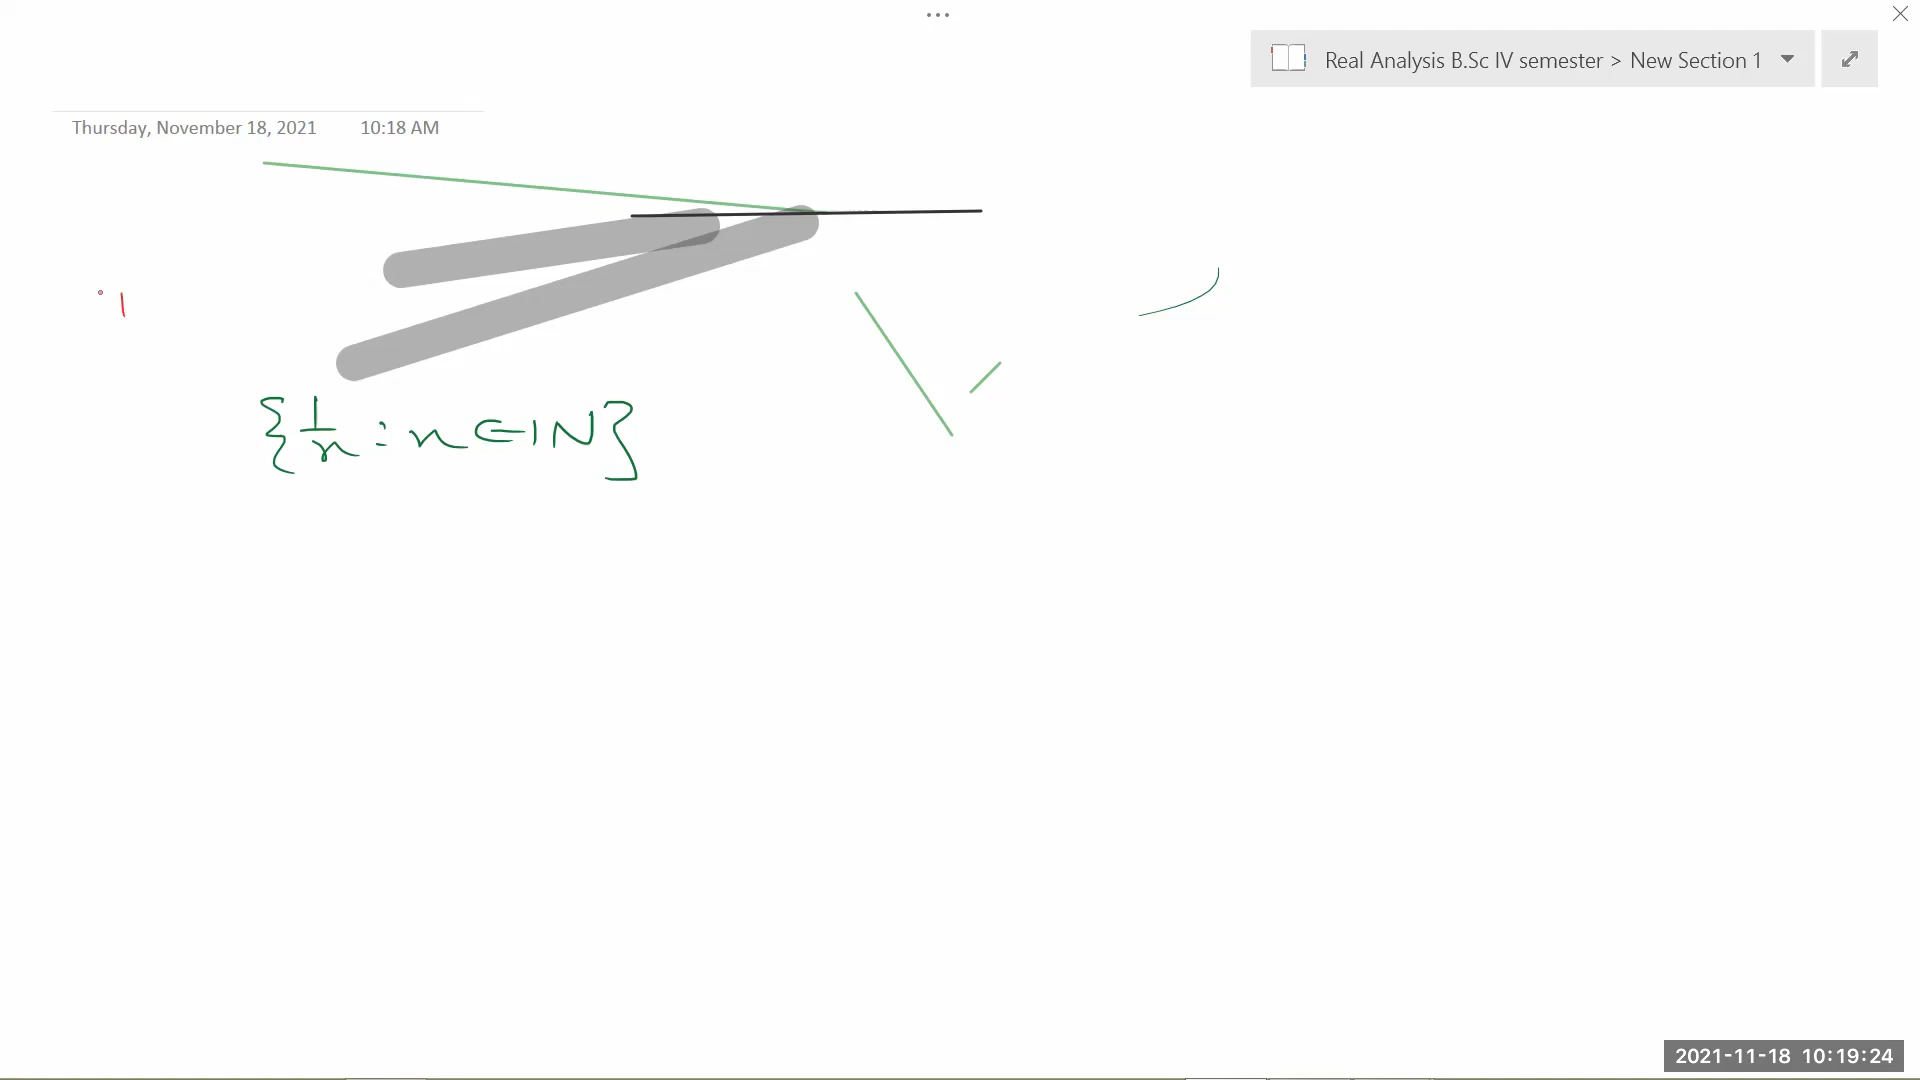 Real Analysis B.Sc IV semester > New Section 1
Thursday, November 18, 2021 10:18 AM
{1/n : n ∈ ℕ}
2021-11-18 10:19:24